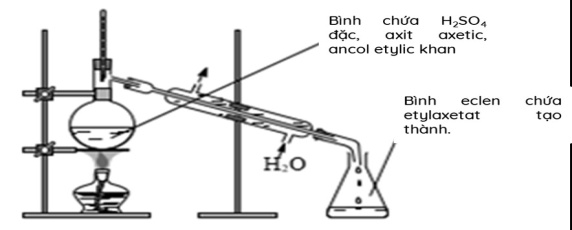 Bình chứa H₂SO₄
đặc, axit axetic,
ancol etylic khan
Bình eclen chứa
etylaxetat tạo
thành.
H₂O